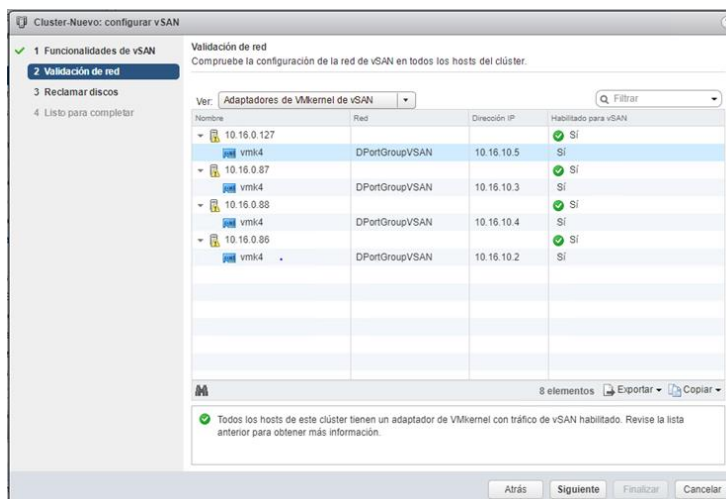 Cluster-Nuevo: configurar vSAN
1 Funcionalidades de vSAN
2 Validación de red
3 Reclamar discos
4 Listo para completar
Validación de red
Compruebe la configuración de la red de vSAN en todos los hosts del clúster.
Ver: Adaptadores de VMkernel de vSAN
Filtrar
Nombre Red Dirección IP Habilitado para vSAN
10.16.0.127 Sí
vmk4 DPortGroupVSAN 10.16.10.5 Sí
10.16.0.87 Sí
vmk4 DPortGroupVSAN 10.16.10.3 Sí
10.16.0.88 Sí
vmk4 DPortGroupVSAN 10.16.10.4 Sí
10.16.0.86 Sí
vmk4 DPortGroupVSAN 10.16.10.2 Sí
8 elementos Exportar Copiar
Todos los hosts de este clúster tienen un adaptador de VMkernel con tráfico de vSAN habilitado. Revise la lista
anterior para obtener más información.
Atrás Siguiente Finalizar Cancelar